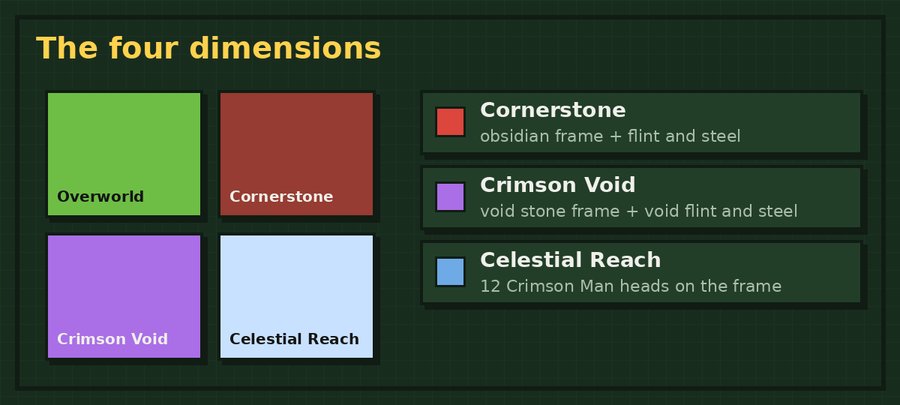 The four dimensions
Overworld
Cornerstone
Crimson Void
Celestial Reach
Cornerstone
obsidian frame + flint and steel
Crimson Void
void stone frame + void flint and steel
Celestial Reach
12 Crimson Man heads on the frame